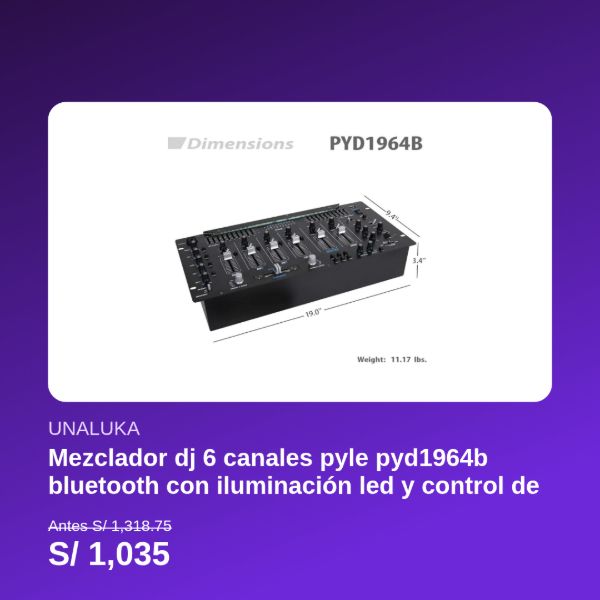 Dimensions PYD1964B
9.4"
3.4"
19.0"
Weight: 11.17 lbs.
UNALUKA
Mezclador dj 6 canales pyle pyd1964b
bluetooth con iluminación led y control de
Antes S/ 1,318.75
S/ 1,035